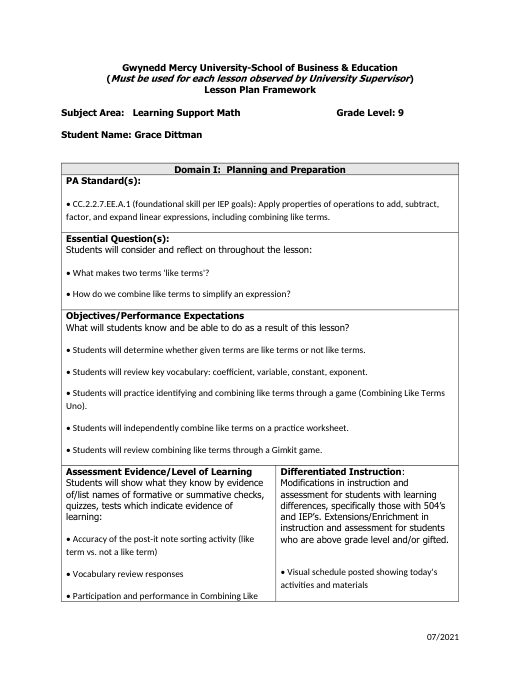 Gwynedd Mercy University-School of Business & Education
(Must be used for each lesson observed by University Supervisor)
Lesson Plan Framework
Subject Area: Learning Support Math Grade Level: 9
Student Name: Grace Dittman
Domain I: Planning and Preparation
PA Standard(s):
• CC.2.2.7.EE.A.1 (foundational skill per IEP goals): Apply properties of operations to add, subtract,
factor, and expand linear expressions, including combining like terms.
Essential Question(s):
Students will consider and reflect on throughout the lesson:
• What makes two terms 'like terms'?
• How do we combine like terms to simplify an expression?
Objectives/Performance Expectations
What will students know and be able to do as a result of this lesson?
• Students will determine whether given terms are like terms or not like terms.
• Students will review key vocabulary: coefficient, variable, constant, exponent.
• Students will practice identifying and combining like terms through a game (Combining Like Terms
Uno).
• Students will independently combine like terms on a practice worksheet.
• Students will review combining like terms through a Gimkit game.
Assessment Evidence/Level of Learning
Students will show what they know by evidence
of/list names of formative or summative checks,
quizzes, tests which indicate evidence of
learning:
• Accuracy of the post-it note sorting activity (like
term vs. not a like term)
• Vocabulary review responses
• Participation and performance in Combining Like
Differentiated Instruction:
Modifications in instruction and
assessment for students with learning
differences, specifically those with 504's
and IEP's. Extensions/Enrichment in
instruction and assessment for students
who are above grade level and/or gifted.
• Visual schedule posted showing today's
activities and materials
07/2021